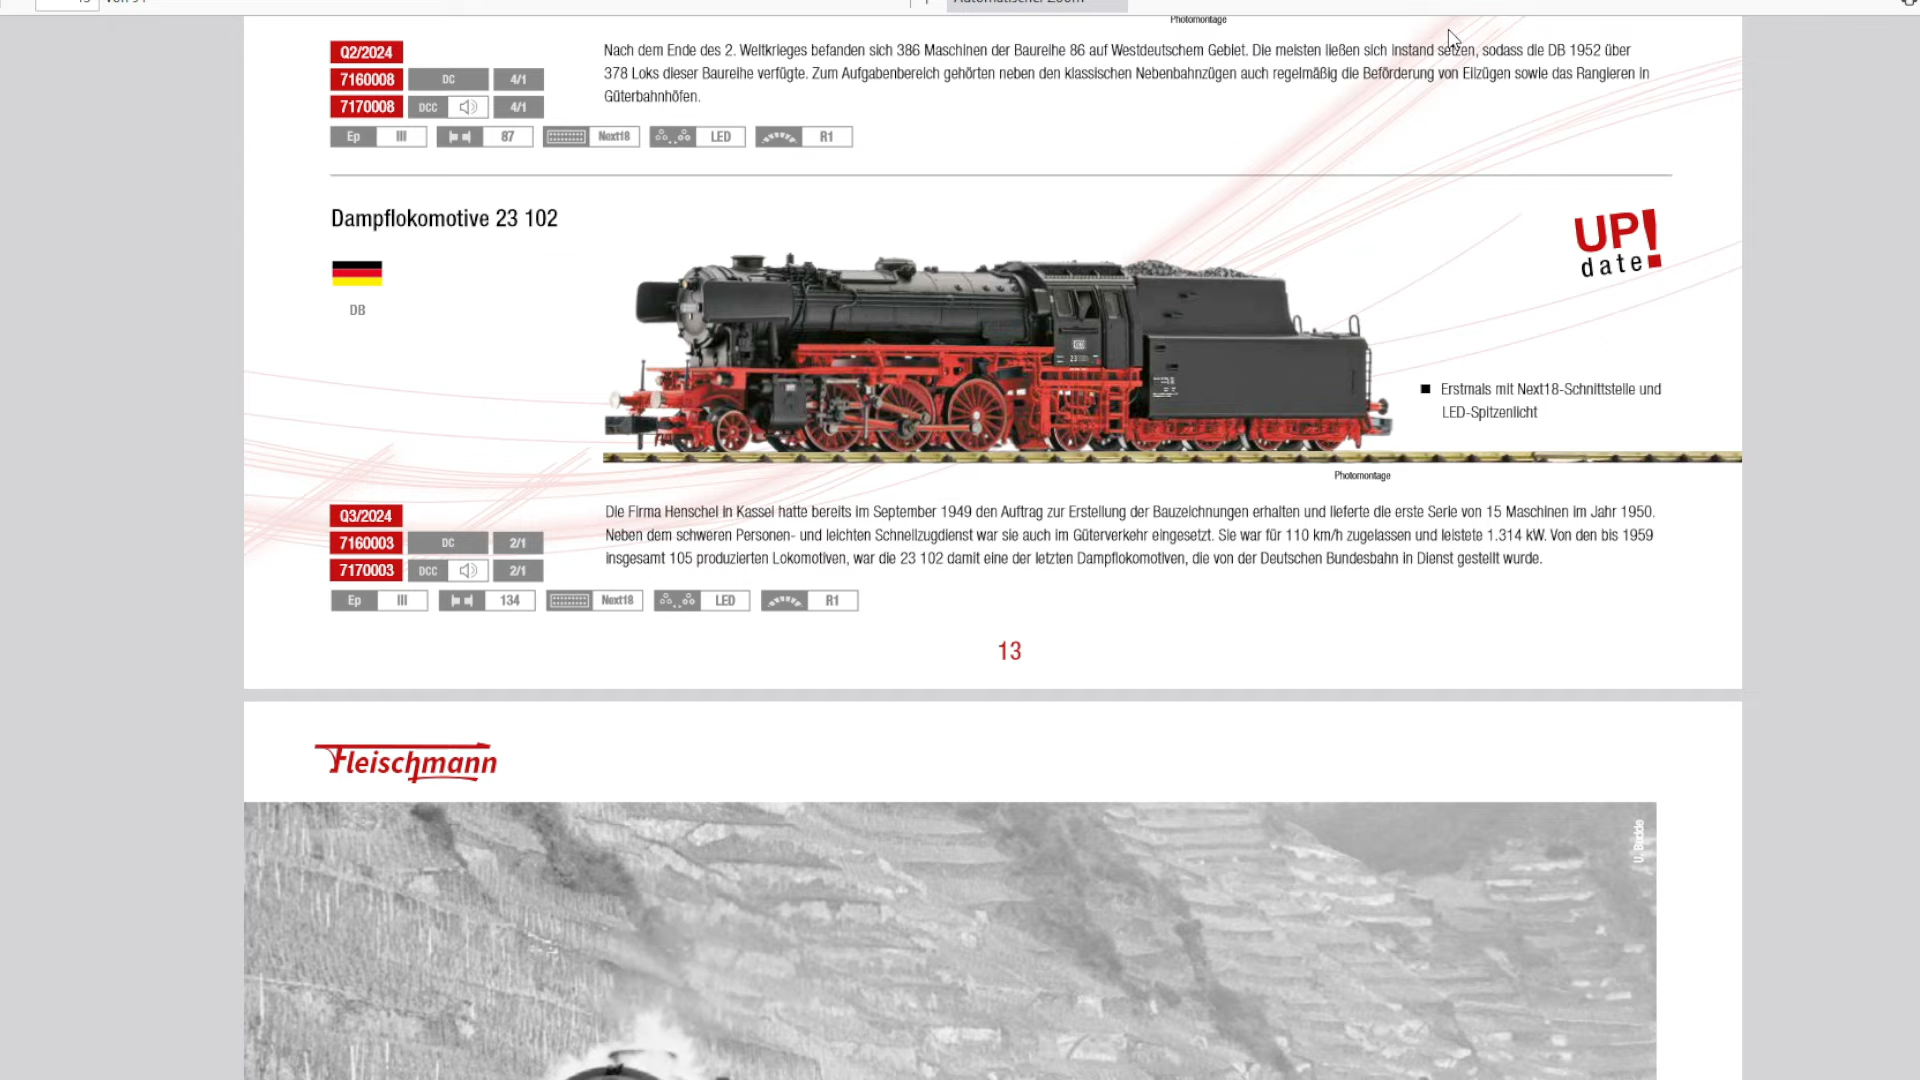 Photomontage
Q2/2024
7160008 DC 4/1
7170008 DCC 4/1
Ep III 87 Next18 LED R1
Nach dem Ende des 2. Weltkrieges befanden sich 386 Maschinen der Baureihe 86 auf Westdeutschem Gebiet. Die meisten ließen sich instand setzen, sodass die DB 1952 über
378 Loks dieser Baureihe verfügte. Zum Aufgabenbereich gehörten neben den klassischen Nebenbahnzügen auch regelmäßig die Beförderung von Eilzügen sowie das Rangieren in
Güterbahnhöfen.
Dampflokomotive 23 102
DB
UP!
date
23
Erstmals mit Next18-Schnittstelle und
LED-Spitzenlicht
Photomontage
Q3/2024
7160003 DC 2/1
7170003 DCC 2/1
Ep III 134 Next18 LED R1
Die Firma Henschel in Kassel hatte bereits im September 1949 den Auftrag zur Erstellung der Bauzeichnungen erhalten und lieferte die erste Serie von 15 Maschinen im Jahr 1950.
Neben dem schweren Personen- und leichten Schnellzugdienst war sie auch im Güterverkehr eingesetzt. Sie war für 110 km/h zugelassen und leistete 1.314 kW. Von den bis 1959
insgesamt 105 produzierten Lokomotiven, war die 23 102 damit eine der letzten Dampflokomotiven, die von der Deutschen Bundesbahn in Dienst gestellt wurde.
13
Fleischmann
U. Budde